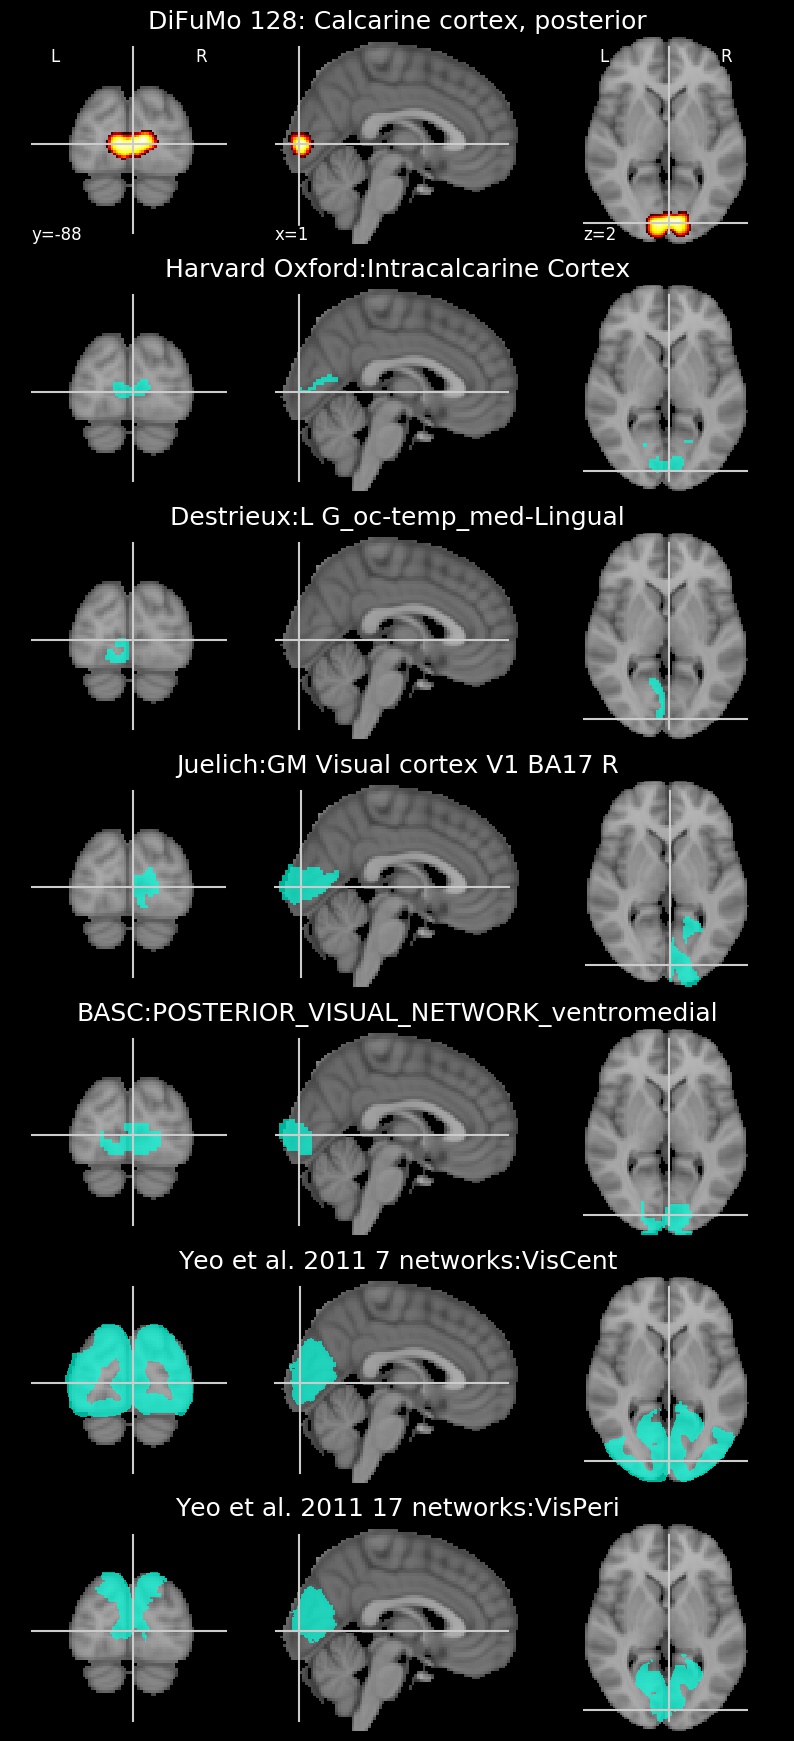 DiFuMo 128: Calcarine cortex, posterior
L R L R
y=-88 x=1 z=2
Harvard Oxford:Intracalcarine Cortex
Destrieux:L G_oc-temp_med-Lingual
Juelich:GM Visual cortex V1 BA17 R
BASC:POSTERIOR_VISUAL_NETWORK_ventromedial
Yeo et al. 2011 7 networks:VisCent
Yeo et al. 2011 17 networks:VisPeri